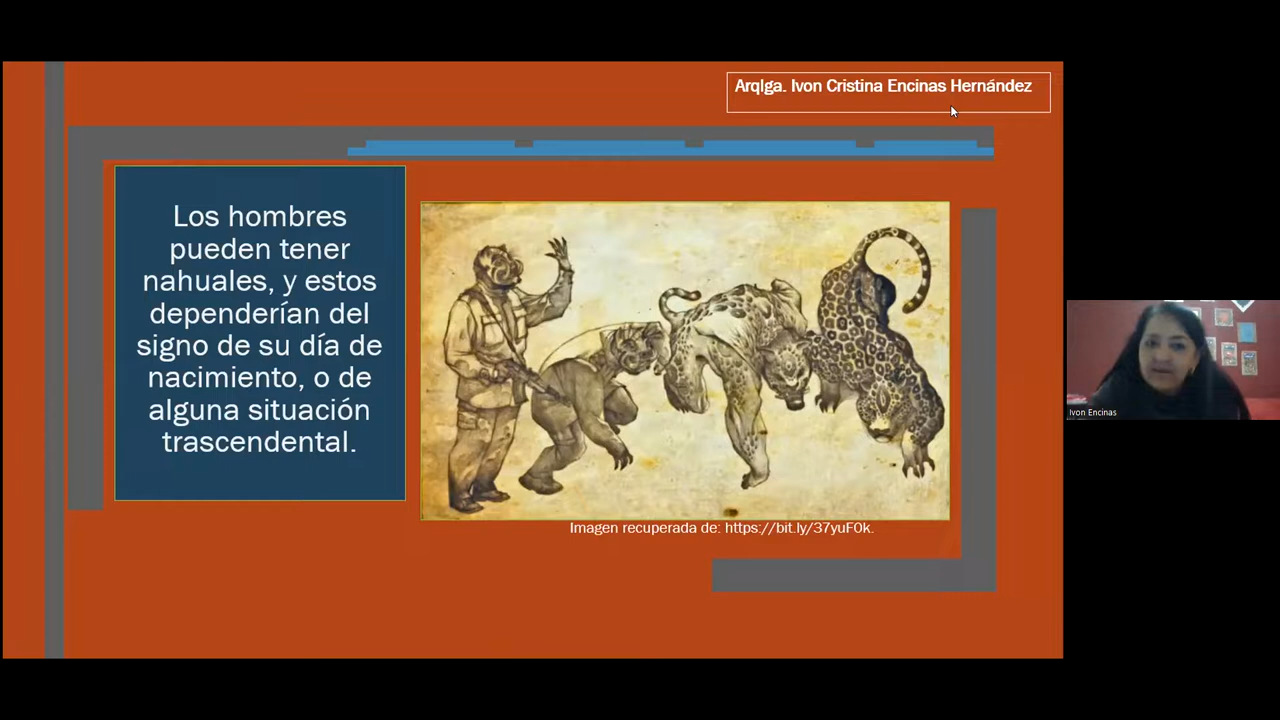 Arqlga. Ivon Cristina Encinas Hernández
Los hombres
pueden tener
nahuales, y estos
dependerían del
signo de su día de
nacimiento, o de
alguna situación
trascendental.
Imagen recuperada de: https://bit.ly/37yuF0k.
Ivon Encinas